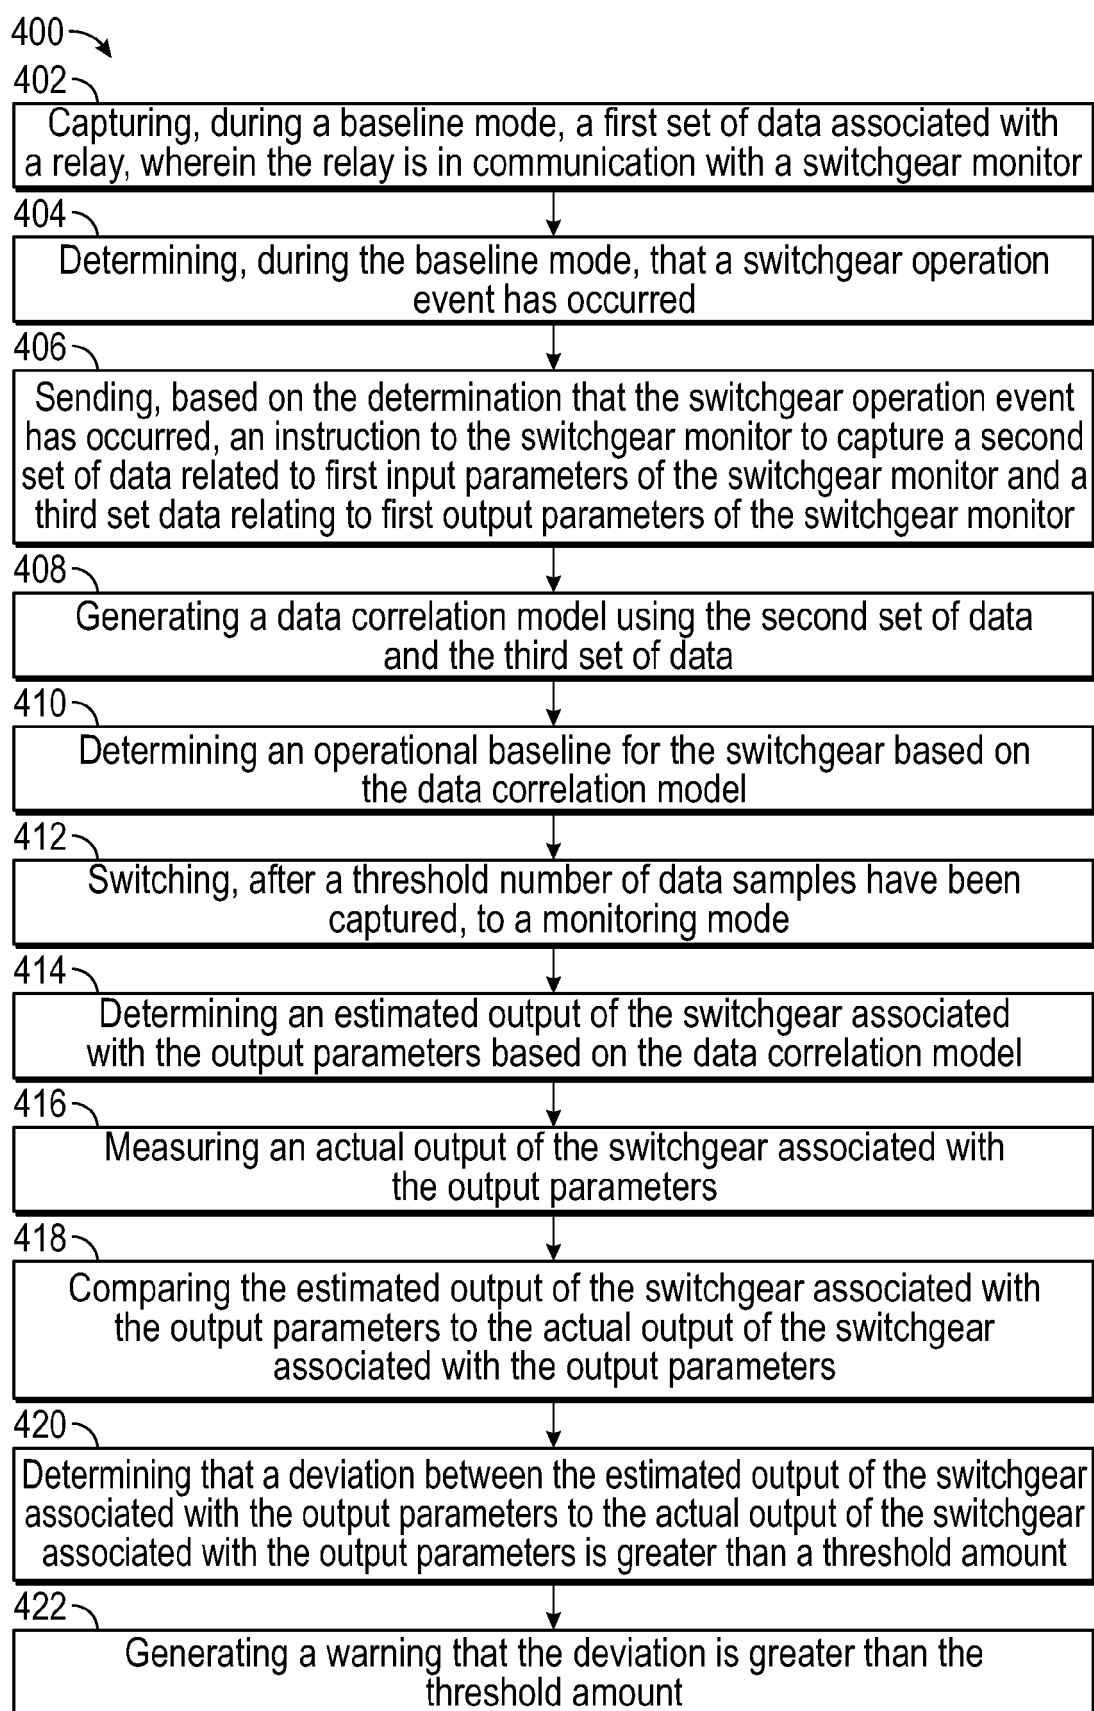 400
402
Capturing, during a baseline mode, a first set of data associated with
a relay, wherein the relay is in communication with a switchgear monitor
404
Determining, during the baseline mode, that a switchgear operation
event has occurred
406
Sending, based on the determination that the switchgear operation event
has occurred, an instruction to the switchgear monitor to capture a second
set of data related to first input parameters of the switchgear monitor and a
third set data relating to first output parameters of the switchgear monitor
408
Generating a data correlation model using the second set of data
and the third set of data
410
Determining an operational baseline for the switchgear based on
the data correlation model
412
Switching, after a threshold number of data samples have been
captured, to a monitoring mode
414
Determining an estimated output of the switchgear associated
with the output parameters based on the data correlation model
416
Measuring an actual output of the switchgear associated with
the output parameters
418
Comparing the estimated output of the switchgear associated with
the output parameters to the actual output of the switchgear
associated with the output parameters
420
Determining that a deviation between the estimated output of the switchgear
associated with the output parameters to the actual output of the switchgear
associated with the output parameters is greater than a threshold amount
422
Generating a warning that the deviation is greater than the
threshold amount